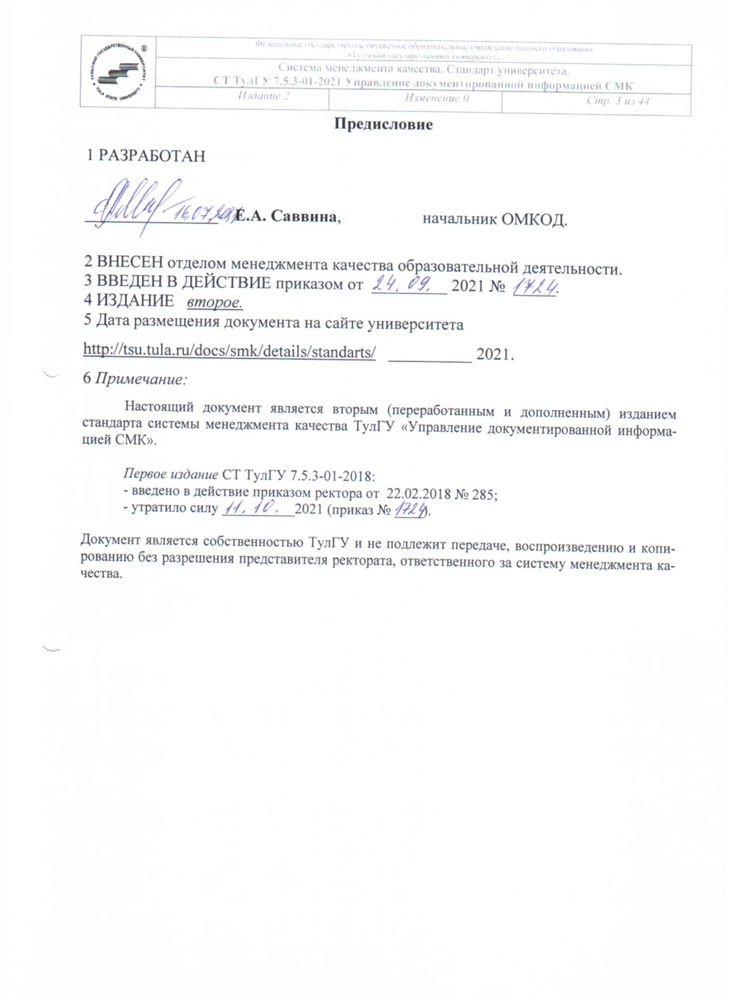 ТУЛЬСКИЙ ГОСУДАРСТВЕННЫЙ УНИВЕРСИТЕТ ®
★ TULA STATE UNIVERSITY ★
Федеральное государственное бюджетное образовательное учреждение высшего образования
«Тульский государственный университет»
Система менеджмента качества. Стандарт университета.
СТ ТулГУ 7.5.3-01-2021 Управление документированной информацией СМК
Издание 2 Изменение 0 Стр. 3 из 44
Предисловие
1 РАЗРАБОТАН
16.07.2021 Е.А. Саввина, начальник ОМКОД.
2 ВНЕСЕН отделом менеджмента качества образовательной деятельности.
3 ВВЕДЕН В ДЕЙСТВИЕ приказом от 24.09. 2021 № 1724.
4 ИЗДАНИЕ второе.
5 Дата размещения документа на сайте университета
http://tsu.tula.ru/docs/smk/details/standarts/ __________ 2021.
6 Примечание:
Настоящий документ является вторым (переработанным и дополненным) изданием
стандарта системы менеджмента качества ТулГУ «Управление документированной информа-
цией СМК».
Первое издание СТ ТулГУ 7.5.3-01-2018:
- введено в действие приказом ректора от 22.02.2018 № 285;
- утратило силу 11.10. 2021 (приказ № 1724).
Документ является собственностью ТулГУ и не подлежит передаче, воспроизведению и копи-
рованию без разрешения представителя ректората, ответственного за систему менеджмента ка-
чества.